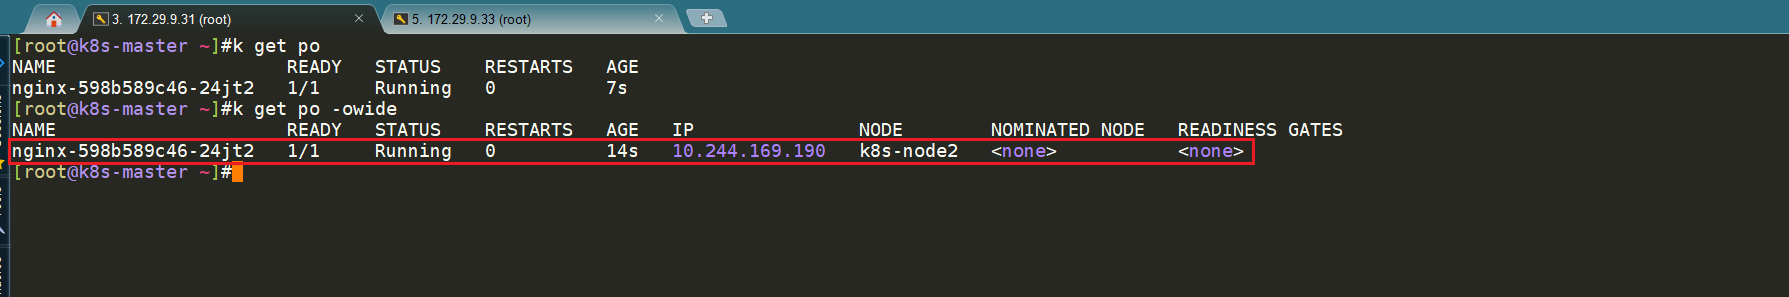 3. 172.29.9.31 (root) 5. 172.29.9.33 (root)
[root@k8s-master ~]#k get po
NAME READY STATUS RESTARTS AGE
nginx-598b589c46-24jt2 1/1 Running 0 7s
[root@k8s-master ~]#k get po -owide
NAME READY STATUS RESTARTS AGE IP NODE NOMINATED NODE READINESS GATES
nginx-598b589c46-24jt2 1/1 Running 0 14s 10.244.169.190 k8s-node2 <none> <none>
[root@k8s-master ~]#